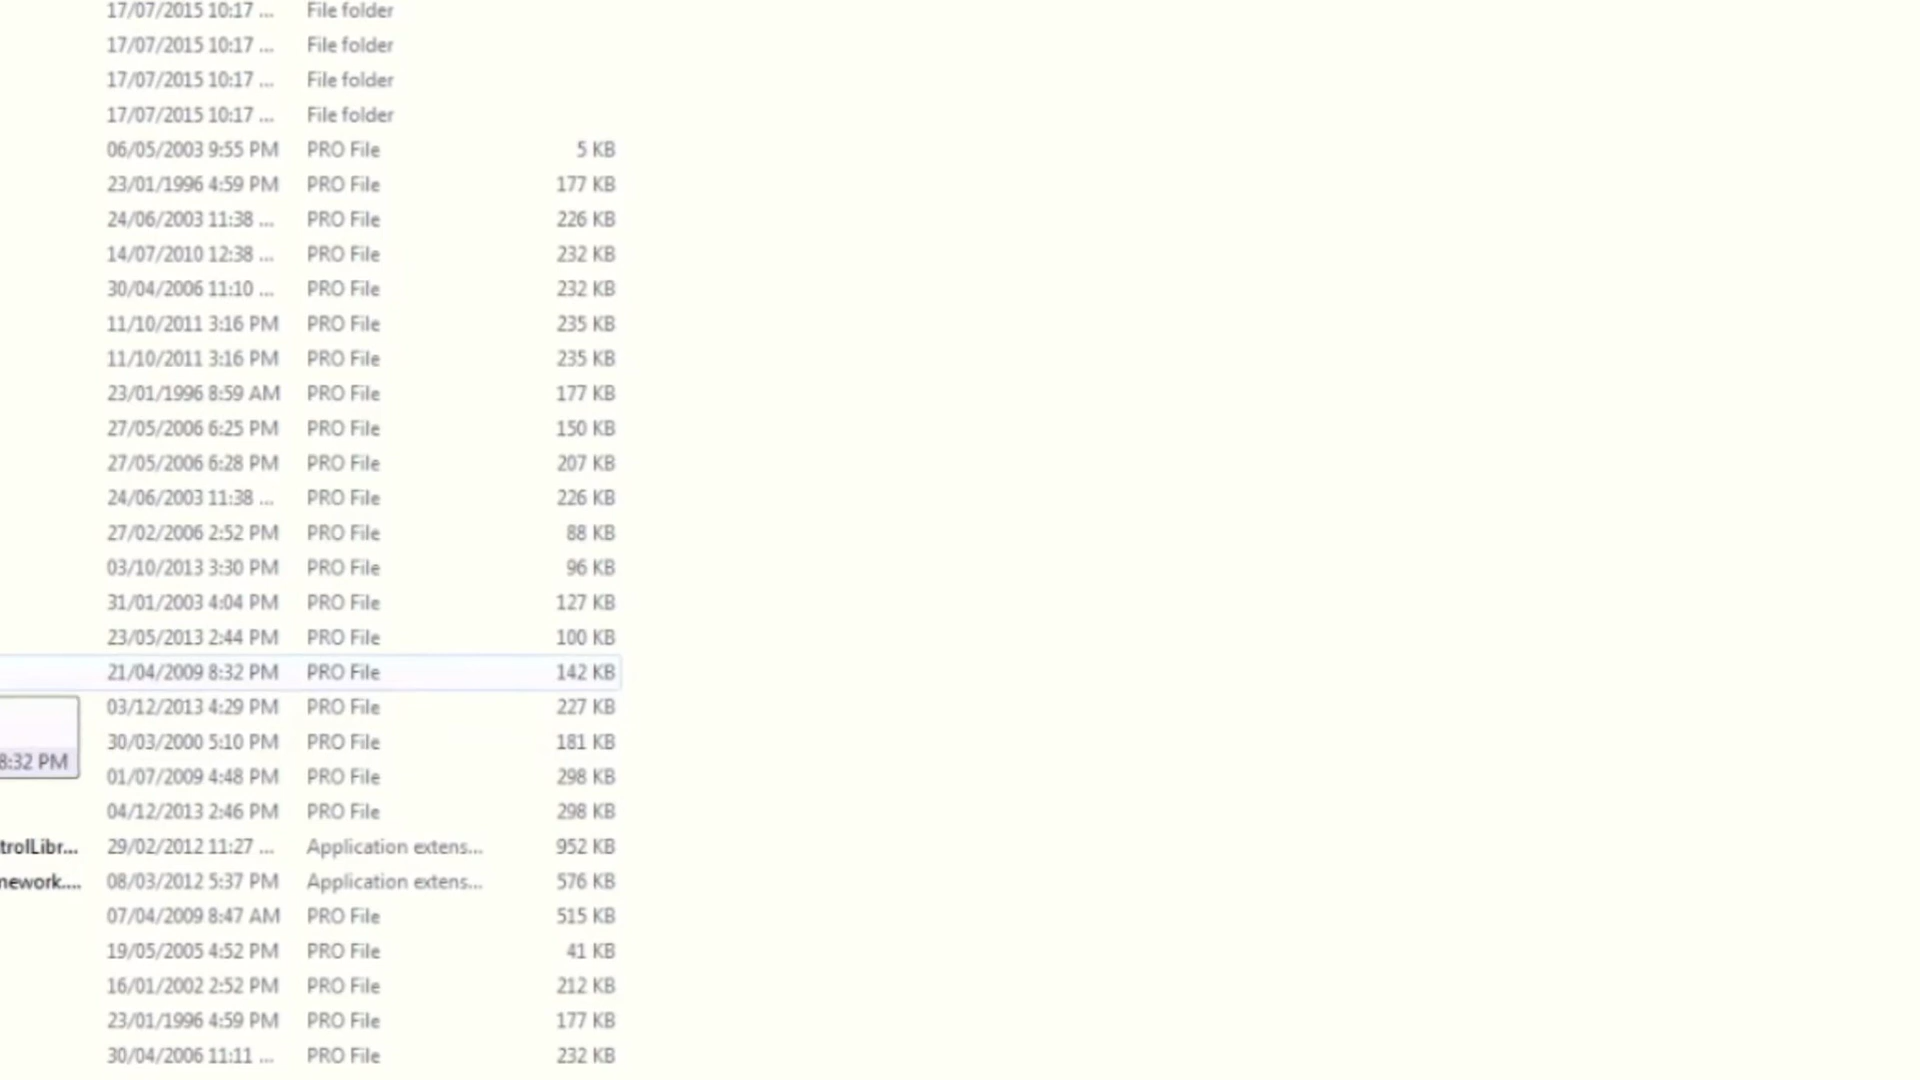 17/07/2015 10:17 ... File folder
17/07/2015 10:17 ... File folder
17/07/2015 10:17 ... File folder
17/07/2015 10:17 ... File folder
06/05/2003 9:55 PM PRO File 5 KB
23/01/1996 4:59 PM PRO File 177 KB
24/06/2003 11:38 ... PRO File 226 KB
14/07/2010 12:38 ... PRO File 232 KB
30/04/2006 11:10 ... PRO File 232 KB
11/10/2011 3:16 PM PRO File 235 KB
11/10/2011 3:16 PM PRO File 235 KB
23/01/1996 8:59 AM PRO File 177 KB
27/05/2006 6:25 PM PRO File 150 KB
27/05/2006 6:28 PM PRO File 207 KB
24/06/2003 11:38 ... PRO File 226 KB
27/02/2006 2:52 PM PRO File 88 KB
03/10/2013 3:30 PM PRO File 96 KB
31/01/2003 4:04 PM PRO File 127 KB
23/05/2013 2:44 PM PRO File 100 KB
21/04/2009 8:32 PM PRO File 142 KB
03/12/2013 4:29 PM PRO File 227 KB
30/03/2000 5:10 PM PRO File 181 KB
8:32 PM
01/07/2009 4:48 PM PRO File 298 KB
04/12/2013 2:46 PM PRO File 298 KB
trolLibr... 29/02/2012 11:27 ... Application extens... 952 KB
nework.... 08/03/2012 5:37 PM Application extens... 576 KB
07/04/2009 8:47 AM PRO File 515 KB
19/05/2005 4:52 PM PRO File 41 KB
16/01/2002 2:52 PM PRO File 212 KB
23/01/1996 4:59 PM PRO File 177 KB
30/04/2006 11:11 ... PRO File 232 KB